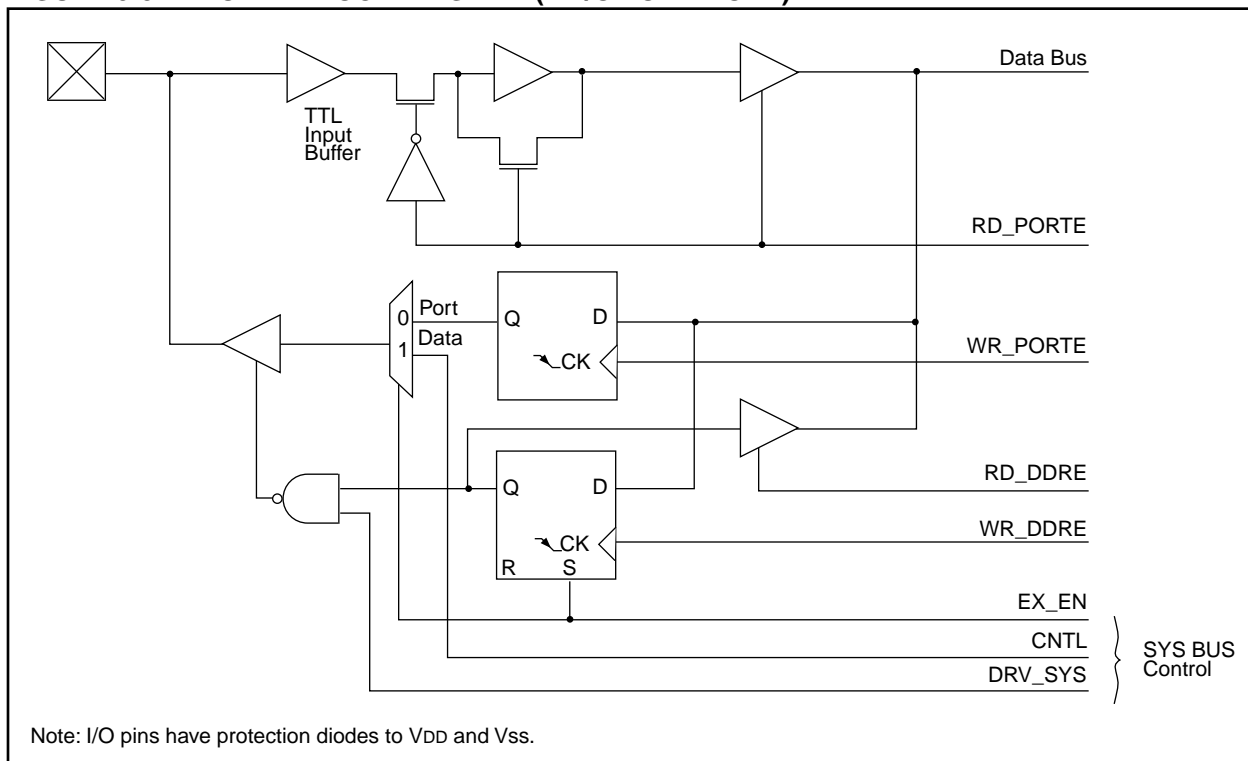 Data Bus
TTL
Input
Buffer
RD_PORTE
Port
0
Q
D
Data
1
CK
WR_PORTE
RD_DDRE
Q
D
CK
WR_DDRE
R
S
EX_EN
CNTL
SYS BUS
Control
DRV_SYS
Note: I/O pins have protection diodes to VDD and Vss.